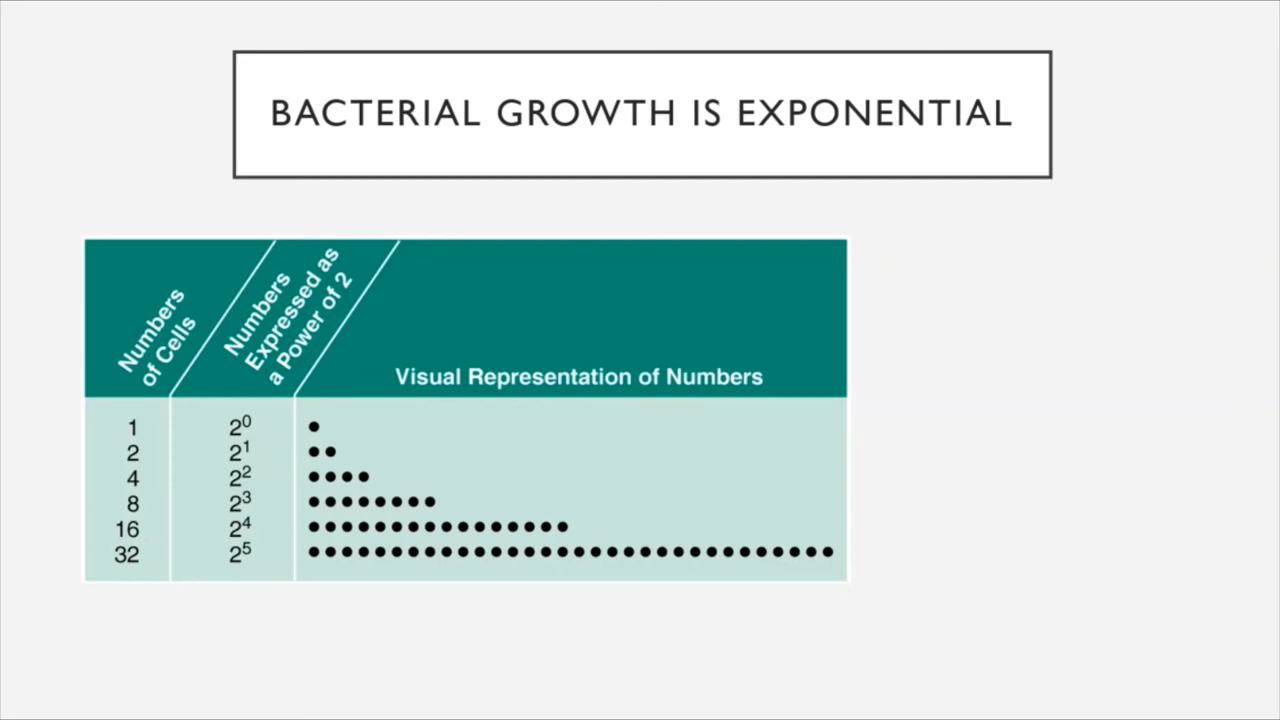 BACTERIAL GROWTH IS EXPONENTIAL
Numbers
of Cells
Numbers
Expressed as
a Power of 2
Visual Representation of Numbers
1 2⁰
2 2¹
4 2²
8 2³
16 2⁴
32 2⁵